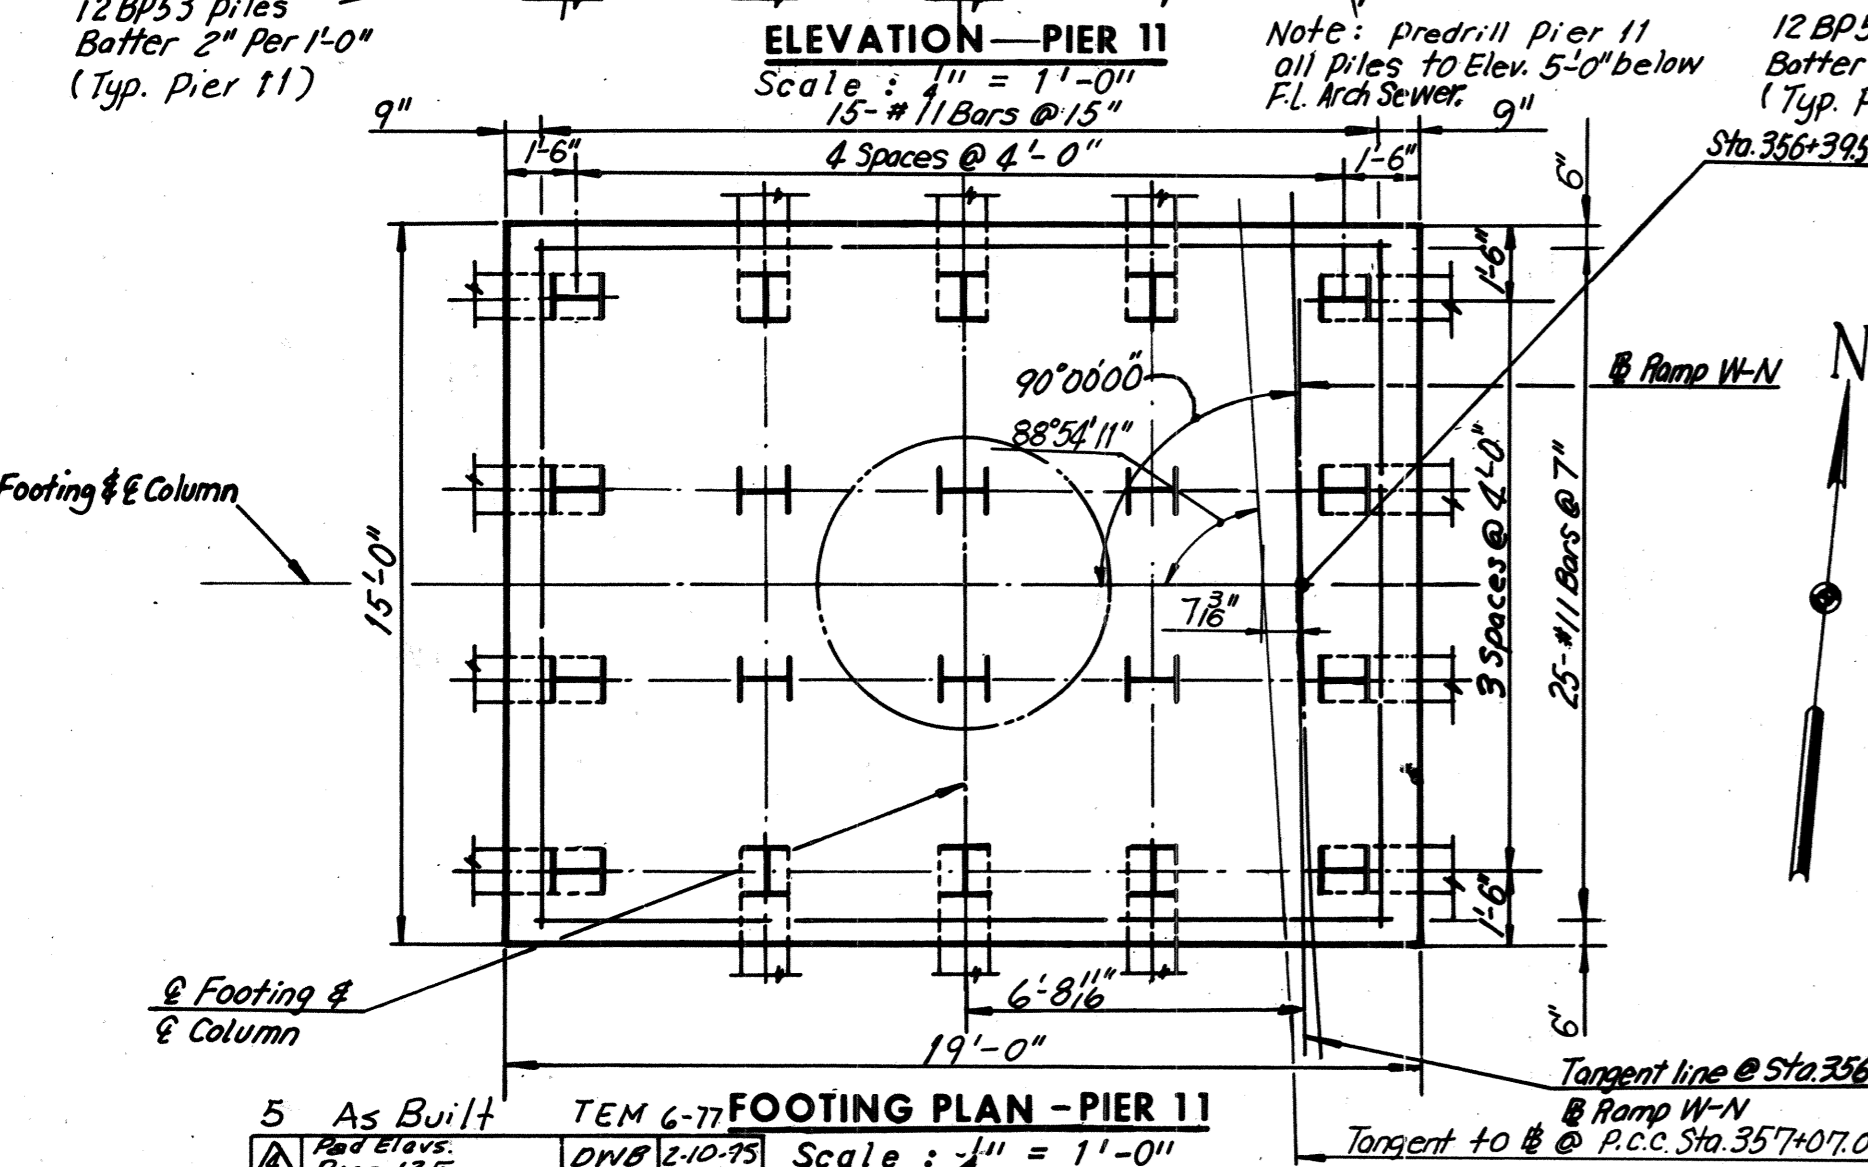 12 BP53 Piles
Batter 2" Per 1'-0"
(Typ. Pier 11)
ELEVATION—PIER 11
Scale : ¼" = 1'-0"
Note: Predrill Pier 11
all Piles to Elev. 5'-0" below
F.L. Arch Sewer.
12 BP5
Batter
(Typ. P
9"
15-#11 Bars @ 15"
9"
1'-6"
4 Spaces @ 4'-0"
1'-6"
Sta. 356+39.5
6"
1'-6"
90°00'00"
88°54'11"
℄ Ramp W-N
N
Footing & ℄ Column
15'-0"
7 3/16"
3 Spaces @ 4'-0"
25-#11 Bars @ 7"
1'-6"
℄ Footing &
℄ Column
6'-8 11/16"
6"
19'-0"
Tangent line @ Sta. 356
℄ Ramp W-N
Tangent to ℄ @ P.C.C. Sta. 357+07.0
5 As Built TEM 6-77
FOOTING PLAN - PIER 11
Scale : ¼" = 1'-0"
4 Pad Elevs. DWB 2-10-75